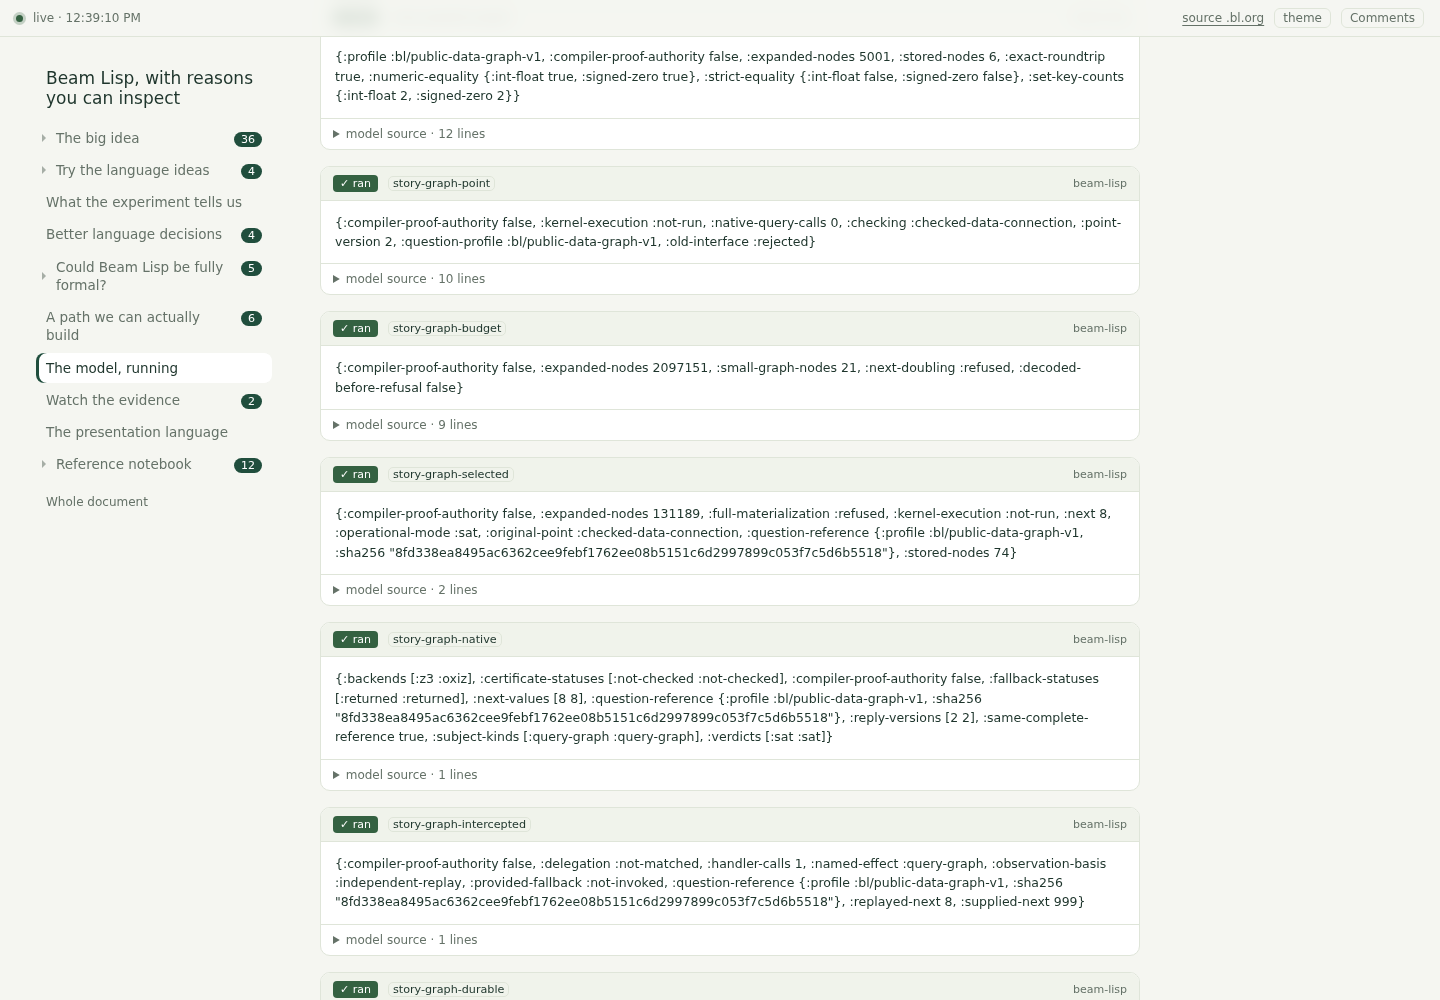 live · 12:39:10 PM
source .bl.org
theme
Comments
Beam Lisp, with reasons
you can inspect
The big idea
36
Try the language ideas
4
What the experiment tells us
Better language decisions
4
Could Beam Lisp be fully
formal?
5
A path we can actually
build
6
The model, running
Watch the evidence
2
The presentation language
Reference notebook
12
Whole document
{:profile :bl/public-data-graph-v1, :compiler-proof-authority false, :expanded-nodes 5001, :stored-nodes 6, :exact-roundtrip
true, :numeric-equality {:int-float true, :signed-zero true}, :strict-equality {:int-float false, :signed-zero false}, :set-key-counts
{:int-float 2, :signed-zero 2}}
▶ model source · 12 lines
✓ ran
story-graph-point
beam-lisp
{:compiler-proof-authority false, :kernel-execution :not-run, :native-query-calls 0, :checking :checked-data-connection, :point-
version 2, :question-profile :bl/public-data-graph-v1, :old-interface :rejected}
▶ model source · 10 lines
✓ ran
story-graph-budget
beam-lisp
{:compiler-proof-authority false, :expanded-nodes 2097151, :small-graph-nodes 21, :next-doubling :refused, :decoded-
before-refusal false}
▶ model source · 9 lines
✓ ran
story-graph-selected
beam-lisp
{:compiler-proof-authority false, :expanded-nodes 131189, :full-materialization :refused, :kernel-execution :not-run, :next 8,
:operational-mode :sat, :original-point :checked-data-connection, :question-reference {:profile :bl/public-data-graph-v1,
:sha256 "8fd338ea8495ac6362cee9febf1762ee08b5151c6d2997899c053f7c5d6b5518"}, :stored-nodes 74}
▶ model source · 2 lines
✓ ran
story-graph-native
beam-lisp
{:backends [:z3 :oxiz], :certificate-statuses [:not-checked :not-checked], :compiler-proof-authority false, :fallback-statuses
[:returned :returned], :next-values [8 8], :question-reference {:profile :bl/public-data-graph-v1, :sha256
"8fd338ea8495ac6362cee9febf1762ee08b5151c6d2997899c053f7c5d6b5518"}, :reply-versions [2 2], :same-complete-
reference true, :subject-kinds [:query-graph :query-graph], :verdicts [:sat :sat]}
▶ model source · 1 lines
✓ ran
story-graph-intercepted
beam-lisp
{:compiler-proof-authority false, :delegation :not-matched, :handler-calls 1, :named-effect :query-graph, :observation-basis
:independent-replay, :provided-fallback :not-invoked, :question-reference {:profile :bl/public-data-graph-v1, :sha256
"8fd338ea8495ac6362cee9febf1762ee08b5151c6d2997899c053f7c5d6b5518"}, :replayed-next 8, :supplied-next 999}
▶ model source · 1 lines
✓ ran
story-graph-durable
beam-lisp